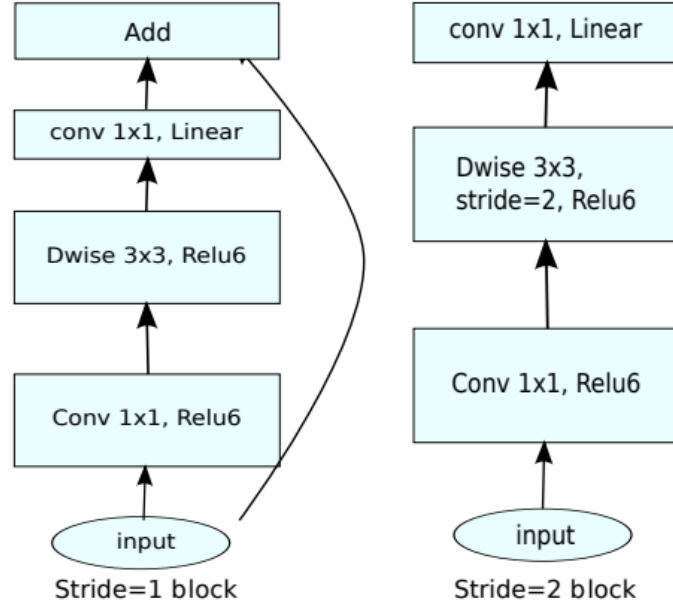 Add
conv 1x1, Linear
Dwise 3x3, Relu6
Conv 1x1, Relu6
input
Stride=1 block
conv 1x1, Linear
Dwise 3x3,
stride=2, Relu6
Conv 1x1, Relu6
input
Stride=2 block